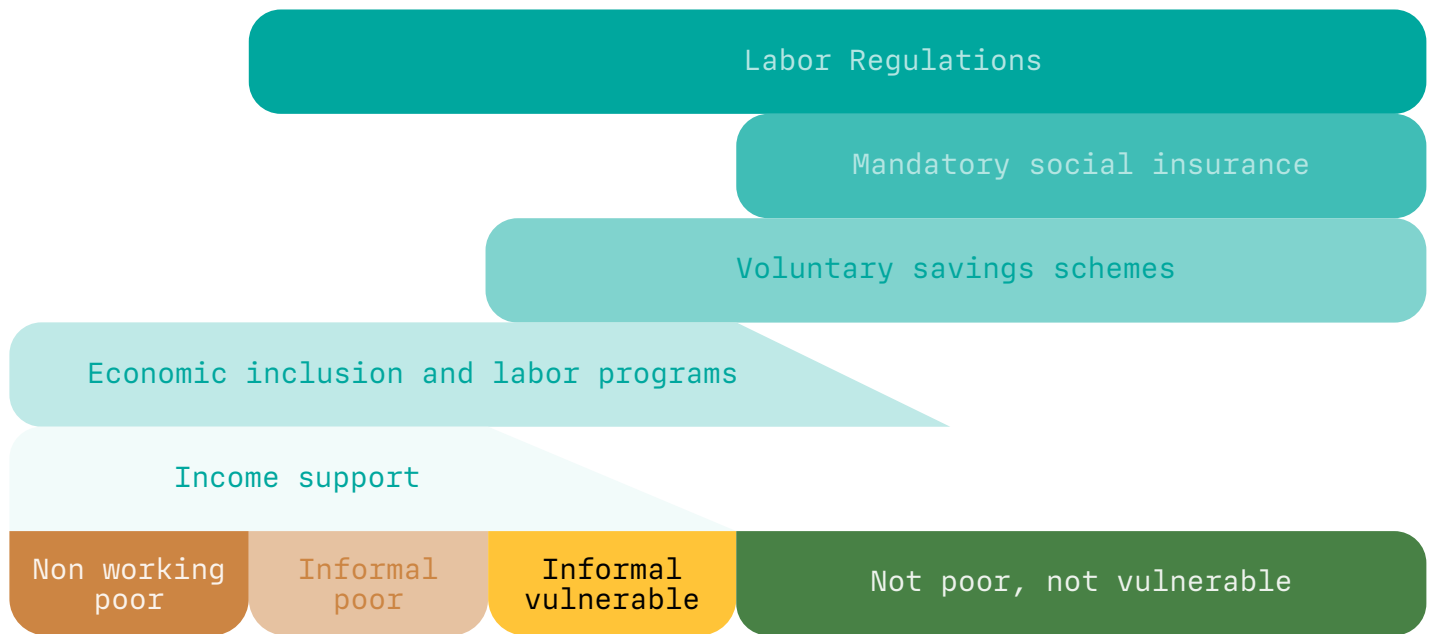 Labor Regulations
Mandatory social insurance
Voluntary savings schemes
Economic inclusion and labor programs
Income support
Non working
poor
Informal
poor
Informal
vulnerable
Not poor, not vulnerable